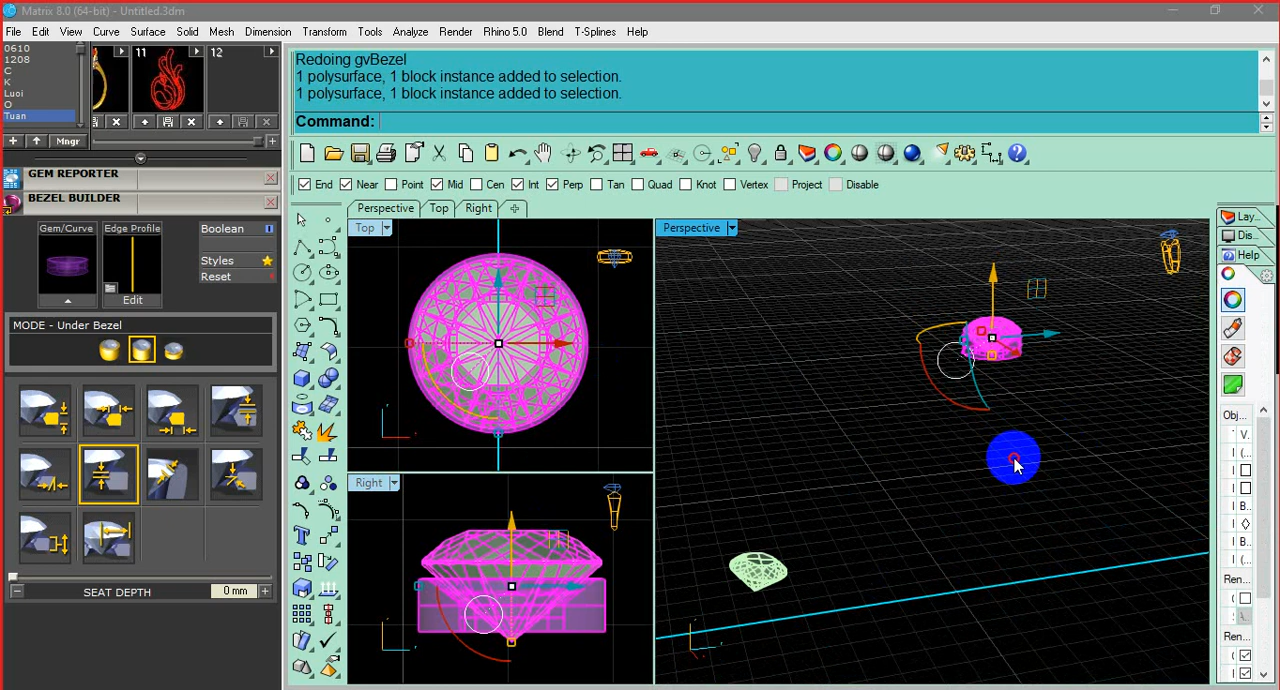 Matrix 8.0 (64-bit) - Untitled.3dm
File Edit View Curve Surface Solid Mesh Dimension Transform Tools Analyze Render Rhino 5.0 Blend T-Splines Help
0610
1208
C
K
Luoi
O
Tuan
11
12
Mngr
Redoing gvBezel
1 polysurface, 1 block instance added to selection.
1 polysurface, 1 block instance added to selection.
Command:
End Near Point Mid Cen Int Perp Tan Quad Knot Vertex Project Disable
Perspective Top Right
GEM REPORTER
BEZEL BUILDER
Gem/Curve
Edge Profile
Edit
Boolean
Styles
Reset
MODE - Under Bezel
SEAT DEPTH 0 mm
Top
Right
Perspective
Lay...
Dis...
Help
Obj...
V.
(...
B..
B..
(...
Ren...
Ren...